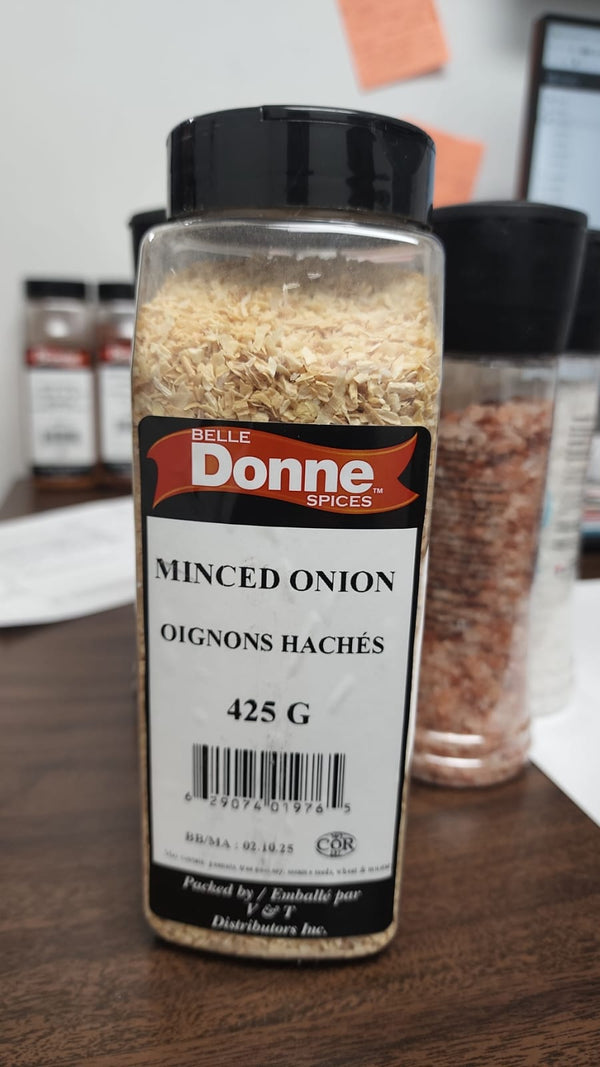 BELLE
Donne
SPICES™
MINCED ONION
OIGNONS HACHÉS
425 G
6 29074 01976 5
BB/MA : 02.10.25
COR
Packed by / Emballé par
V & T
Distributors Inc.